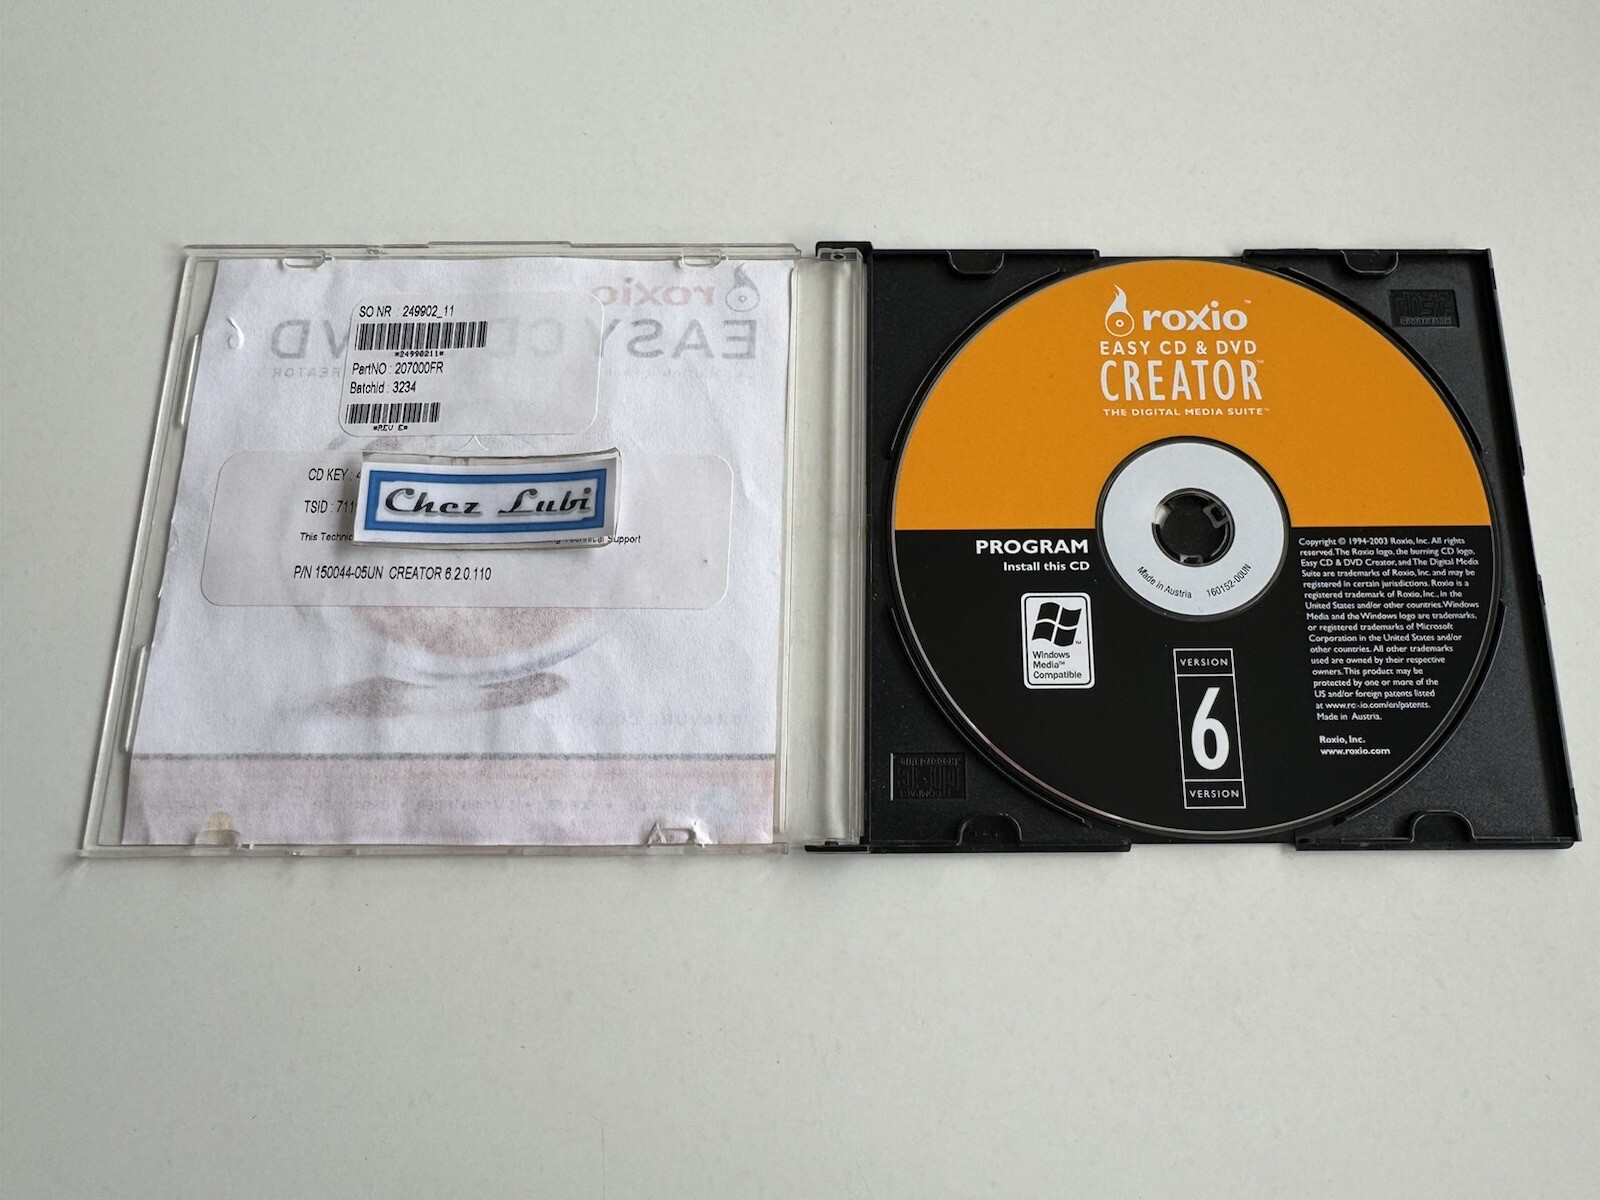 SO NR : 249902_11
*24990211*
PartNO : 207000FR
Batchid : 3234
*REV E*
CD KEY : 4
Chez Lubi
TSID : 711
This Technic
Technical Support
P/N 150044-05UN CREATOR 6.2.0.110
roxio
EASY
roxio™
EASY CD & DVD
CREATOR™
THE DIGITAL MEDIA SUITE™
PROGRAM
Install this CD
Made in Austria
160152-00UN
Windows
Media™
Compatible
VERSION
6
VERSION
Copyright © 1994-2003 Roxio, Inc. All rights
reserved. The Roxio logo, the burning CD logo,
Easy CD & DVD Creator, and The Digital Media
Suite are trademarks of Roxio, Inc. and may be
registered in certain jurisdictions. Roxio is a
registered trademark of Roxio, Inc., in the
United States and/or other countries. Windows
Media and the Windows logo are trademarks,
or registered trademarks of Microsoft
Corporation in the United States and/or
other countries. All other trademarks
used are owned by their respective
owners. This product may be
protected by one or more of the
US and/or foreign patents listed
at www.roxio.com/en/patents.
Made in Austria.
Roxio, Inc.
www.roxio.com